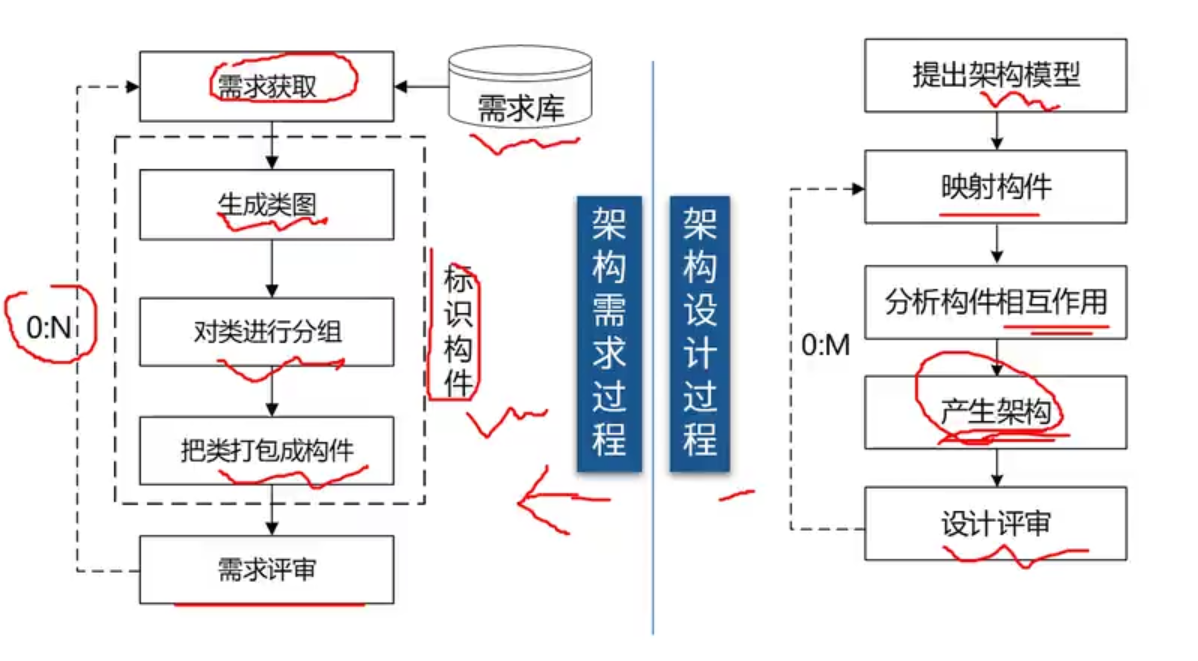 需求获取
需求库
生成类图
对类进行分组
把类打包成构件
需求评审
0:N
标识构件
架构需求过程
架构设计过程
提出架构模型
映射构件
分析构件相互作用
产生架构
设计评审
0:M